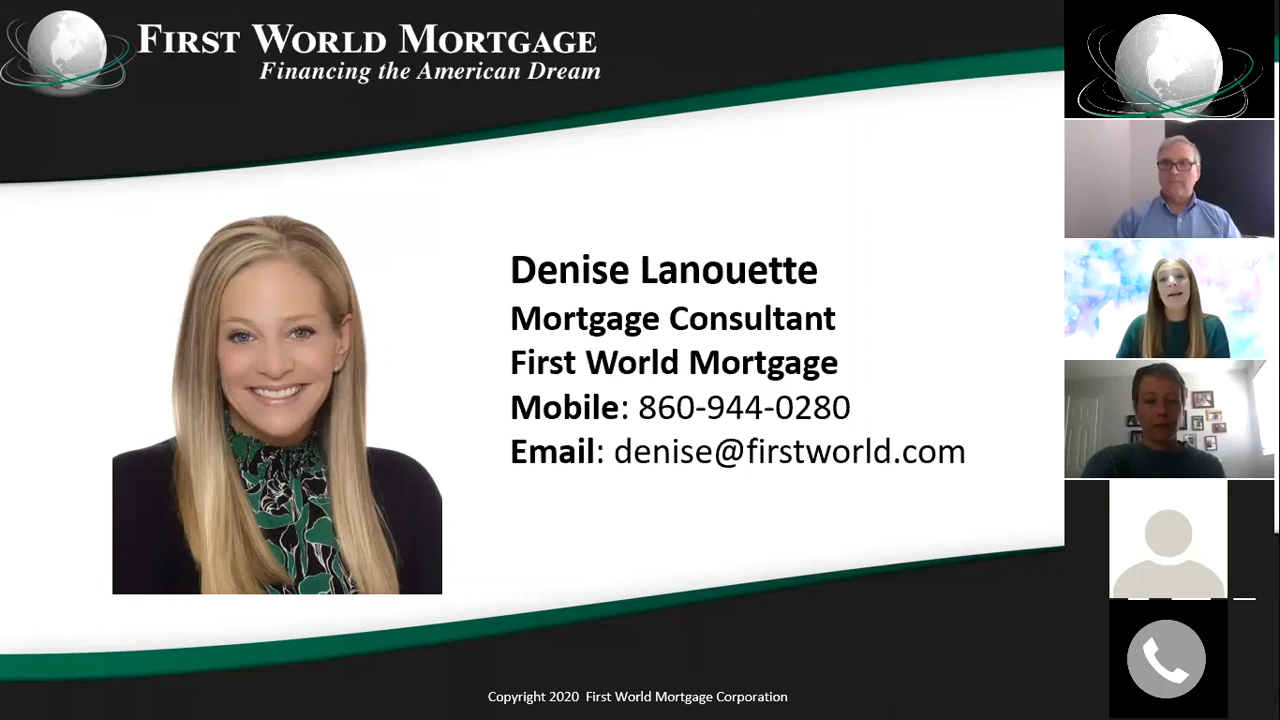 FIRST WORLD MORTGAGE
Financing the American Dream
Denise Lanouette
Mortgage Consultant
First World Mortgage
Mobile: 860-944-0280
Email: denise@firstworld.com
Copyright 2020 First World Mortgage Corporation